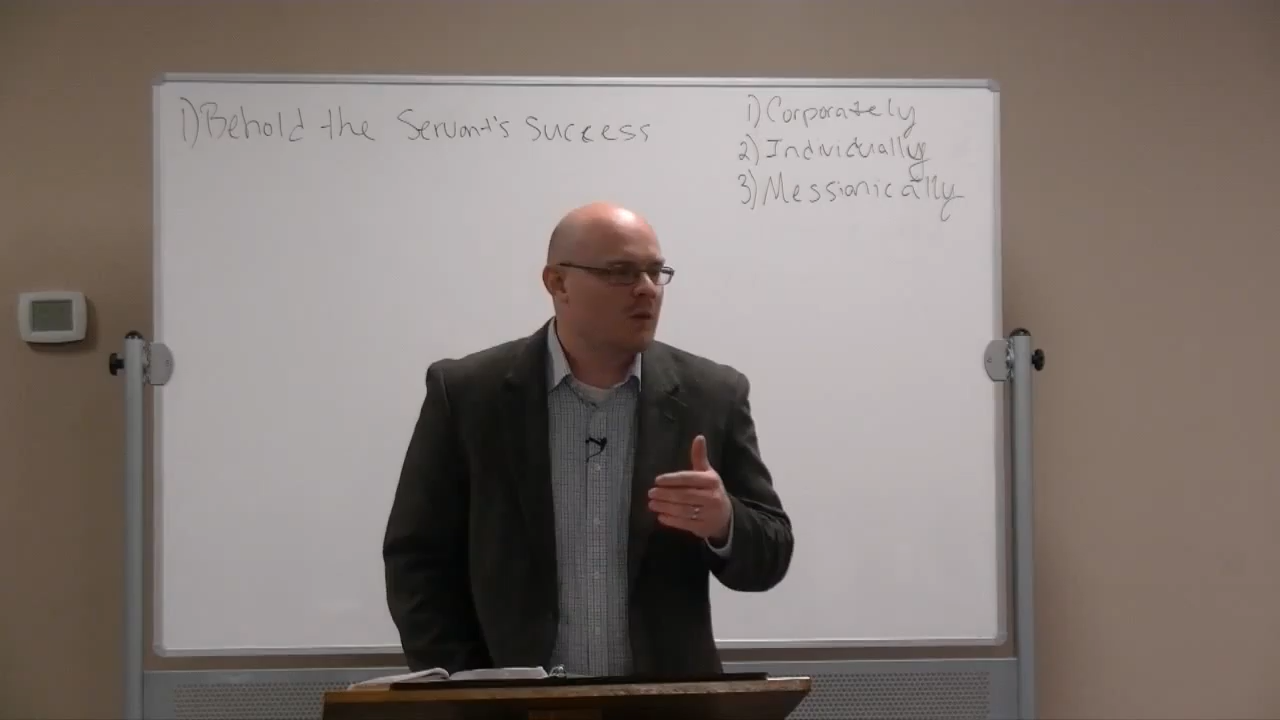 1) Behold the Servant's Success
1) Corporately
2) Individually
3) Messianically